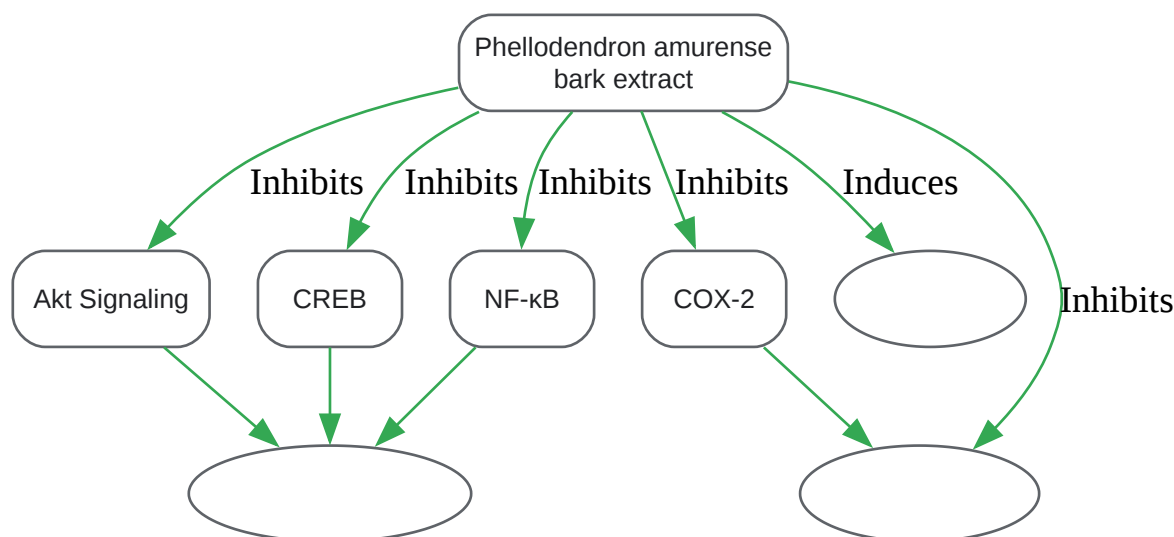 Phellodendron amurense
bark extract
Inhibits
Inhibits
Inhibits
Inhibits
Induces
Akt Signaling
CREB
NF-κB
COX-2
Inhibits